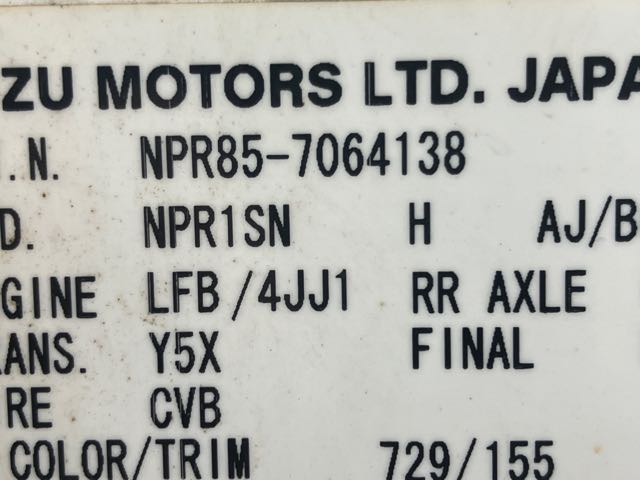 ZU MOTORS LTD. JAPA
.N. NPR85-7064138
D. NPR1SN H AJ/B
GINE LFB/4JJ1 RR AXLE
RANS. Y5X FINAL
RE CVB
COLOR/TRIM 729/155